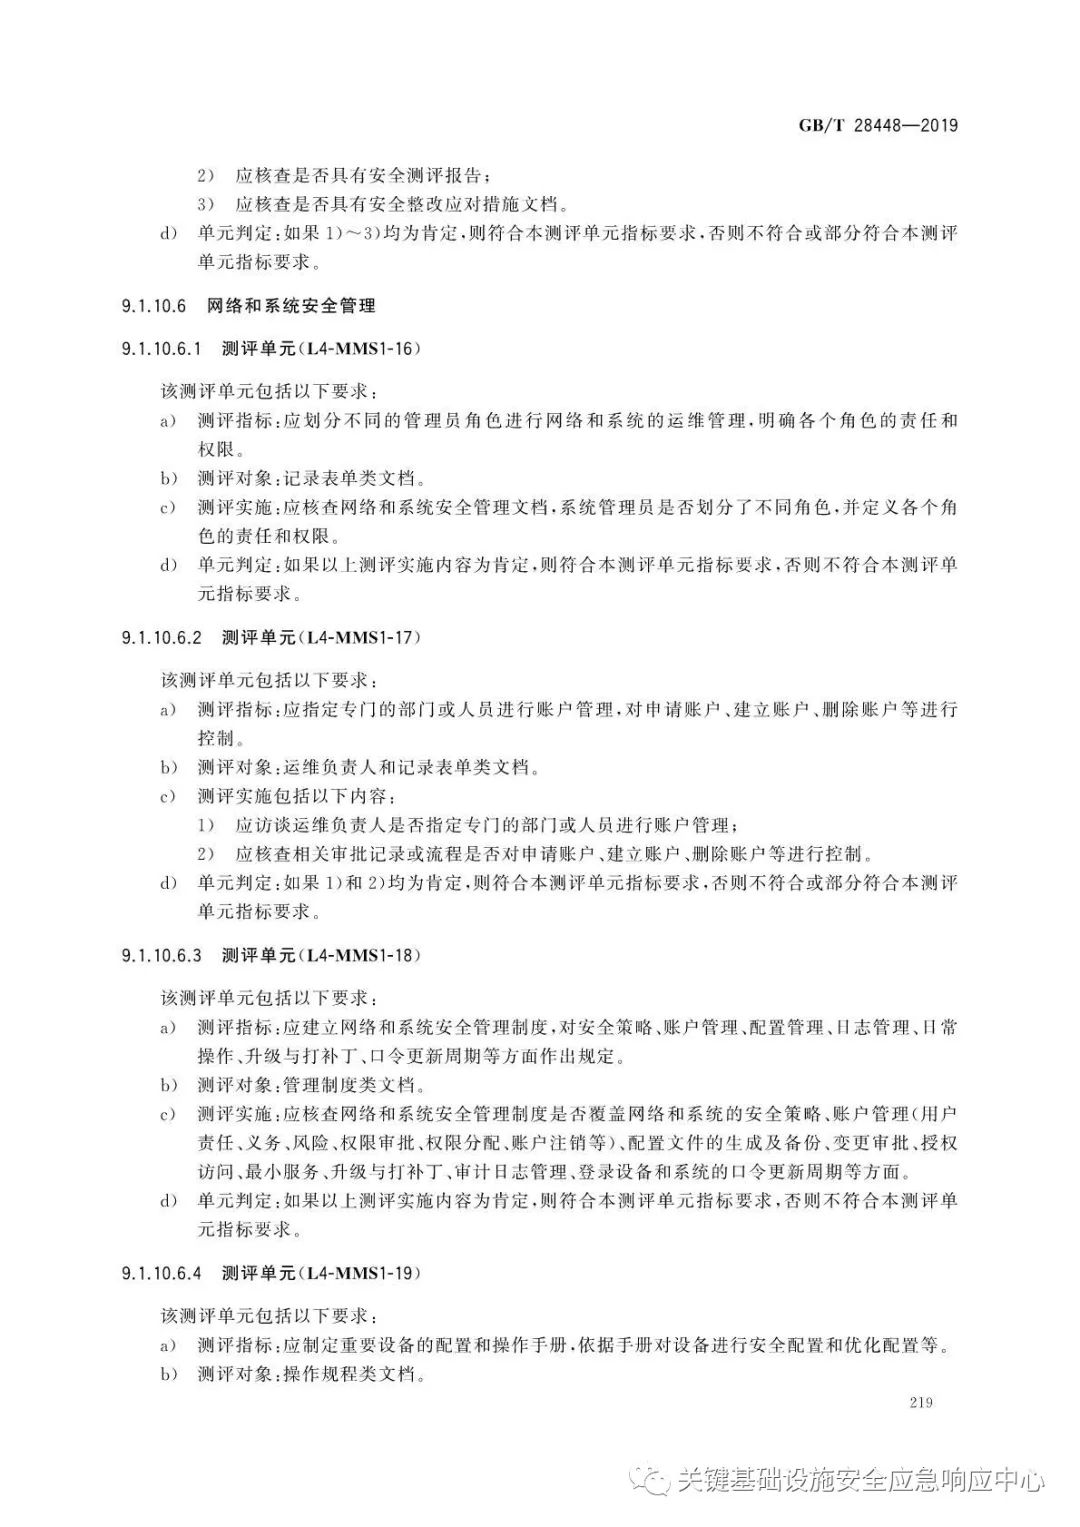 GB/T 28448—2019
2) 应核查是否具有安全测评报告;
3) 应核查是否具有安全整改应对措施文档。
d) 单元判定:如果1)～3)均为肯定,则符合本测评单元指标要求,否则不符合或部分符合本测评
单元指标要求。
9.1.10.6 网络和系统安全管理
9.1.10.6.1 测评单元(L4-MMS1-16)
该测评单元包括以下要求:
a) 测评指标:应划分不同的管理员角色进行网络和系统的运维管理,明确各个角色的责任和
权限。
b) 测评对象:记录表单类文档。
c) 测评实施:应核查网络和系统安全管理文档,系统管理员是否划分了不同角色,并定义各个角
色的责任和权限。
d) 单元判定:如果以上测评实施内容为肯定,则符合本测评单元指标要求,否则不符合本测评单
元指标要求。
9.1.10.6.2 测评单元(L4-MMS1-17)
该测评单元包括以下要求:
a) 测评指标:应指定专门的部门或人员进行账户管理,对申请账户、建立账户、删除账户等进行
控制。
b) 测评对象:运维负责人和记录表单类文档。
c) 测评实施包括以下内容:
1) 应访谈运维负责人是否指定专门的部门或人员进行账户管理;
2) 应核查相关审批记录或流程是否对申请账户、建立账户、删除账户等进行控制。
d) 单元判定:如果1)和2)均为肯定,则符合本测评单元指标要求,否则不符合或部分符合本测评
单元指标要求。
9.1.10.6.3 测评单元(L4-MMS1-18)
该测评单元包括以下要求:
a) 测评指标:应建立网络和系统安全管理制度,对安全策略、账户管理、配置管理、日志管理、日常
操作、升级与打补丁、口令更新周期等方面作出规定。
b) 测评对象:管理制度类文档。
c) 测评实施:应核查网络和系统安全管理制度是否覆盖网络和系统的安全策略、账户管理(用户
责任、义务、风险、权限审批、权限分配、账户注销等)、配置文件的生成及备份、变更审批、授权
访问、最小服务、升级与打补丁、审计日志管理、登录设备和系统的口令更新周期等方面。
d) 单元判定:如果以上测评实施内容为肯定,则符合本测评单元指标要求,否则不符合本测评单
元指标要求。
9.1.10.6.4 测评单元(L4-MMS1-19)
该测评单元包括以下要求:
a) 测评指标:应制定重要设备的配置和操作手册,依据手册对设备进行安全配置和优化配置等。
b) 测评对象:操作规程类文档。
219
关键基础设施安全应急响应中心